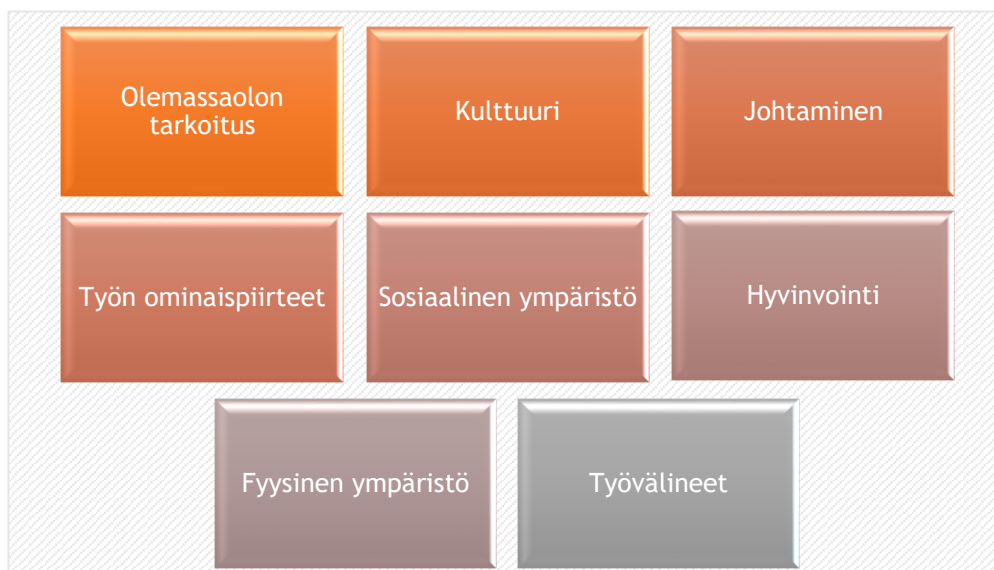 Olemassaolon
tarkoitus
Kulttuuri
Johtaminen
Työn ominaispiirteet
Sosiaalinen ympäristö
Hyvinvointi
Fyysinen ympäristö
Työvälineet